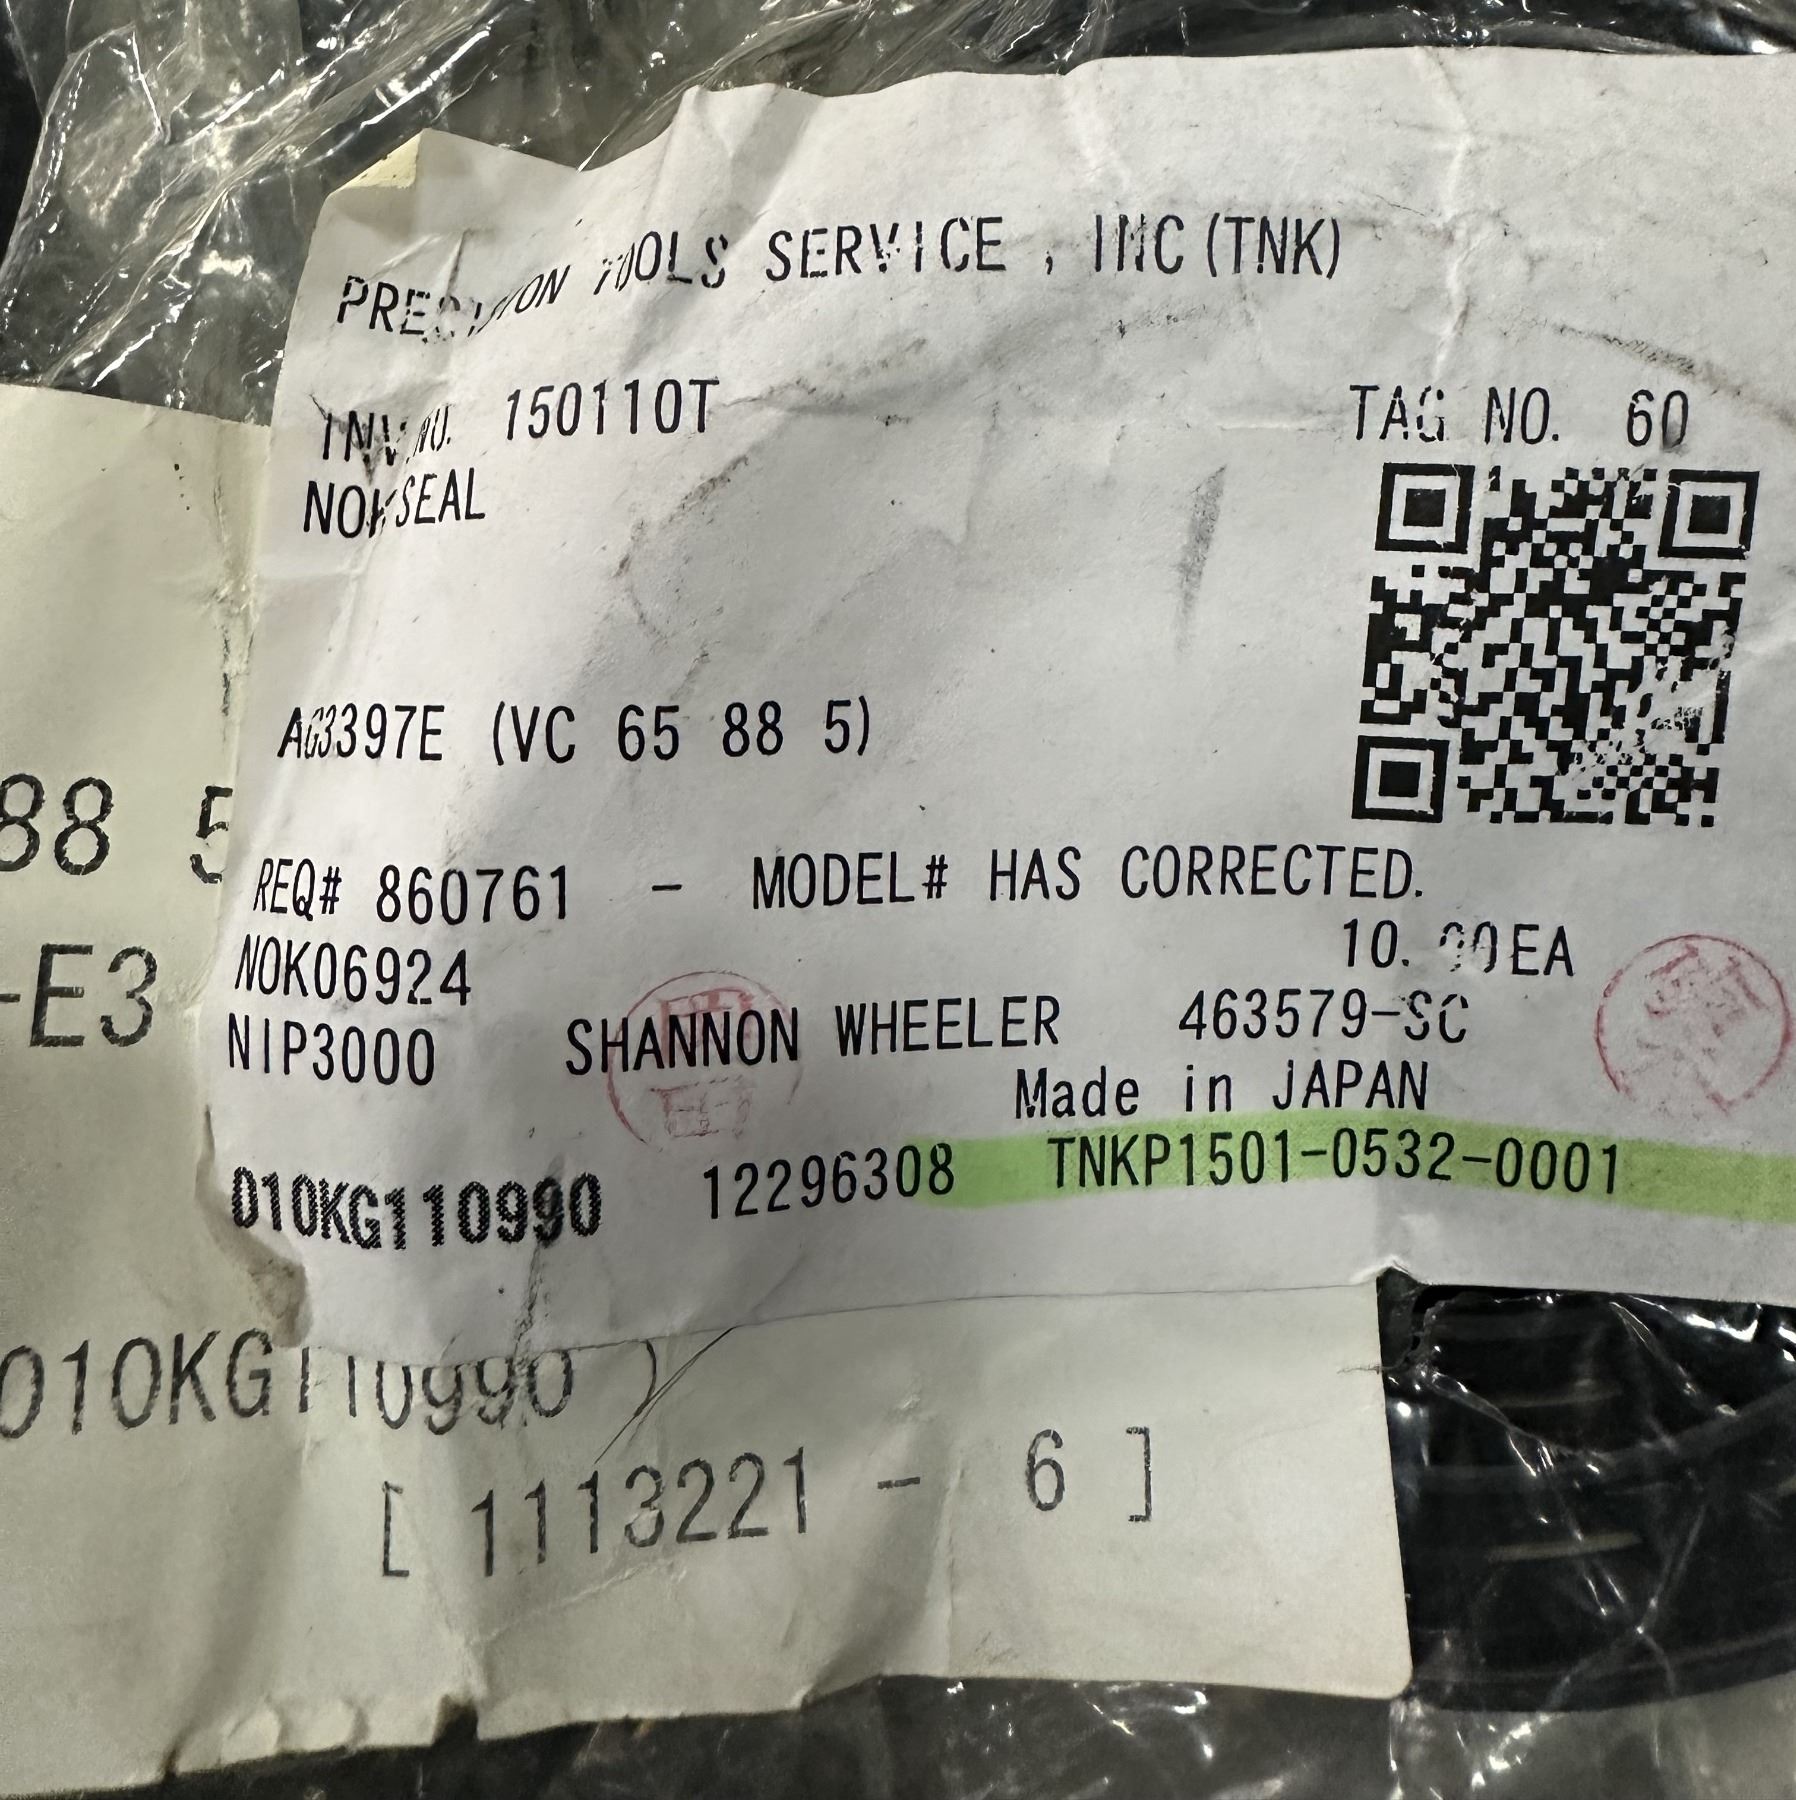 PRECISION TOOLS SERVICE , INC (TNK)
INV.NO. 150110T
TAG NO. 60
NOK SEAL
AG3397E (VC 65 88 5)
88 5
REQ# 860761 - MODEL# HAS CORRECTED.
NOK06924 10.00EA
-E3
NIP3000 SHANNON WHEELER 463579-SC
Made in JAPAN
010KG110990 12296308 TNKP1501-0532-0001
010KG110990 )
[ 1113221 - 6 ]